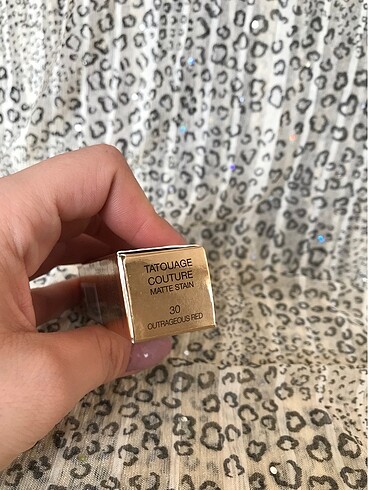 TATOUAGE
COUTURE
MATTE STAIN
30
OUTRAGEOUS RED